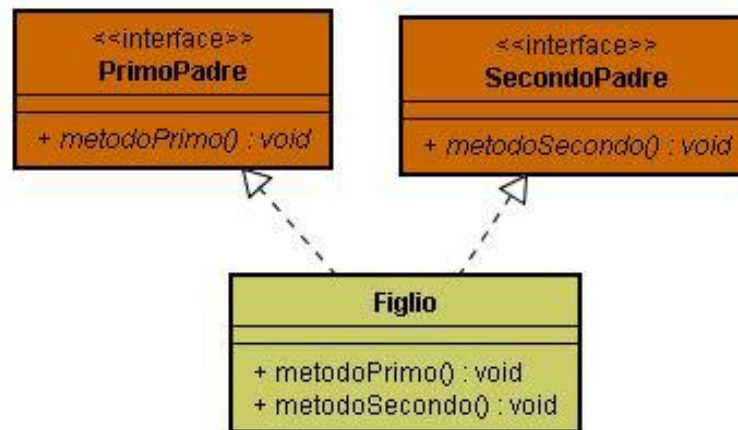 <<interface>>
PrimoPadre
+ metodoPrimo() : void
<<interface>>
SecondoPadre
+ metodoSecondo() : void
Figlio
+ metodoPrimo() : void
+ metodoSecondo() : void